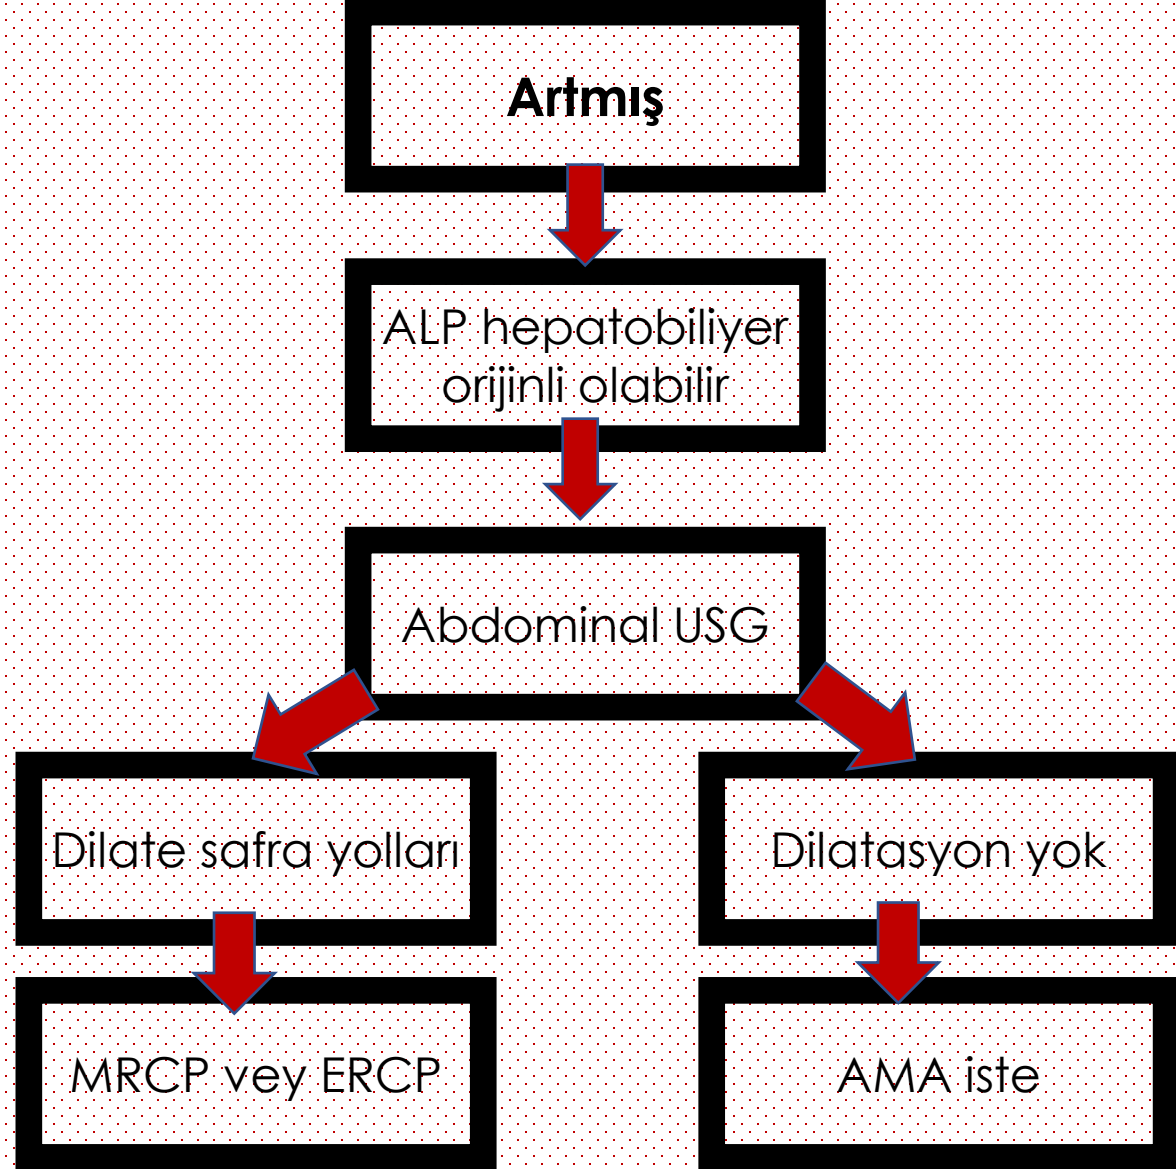 Artmış
ALP hepatobiliyer
orijinli olabilir
Abdominal USG
Dilate safra yolları
Dilatasyon yok
MRCP vey ERCP
AMA iste